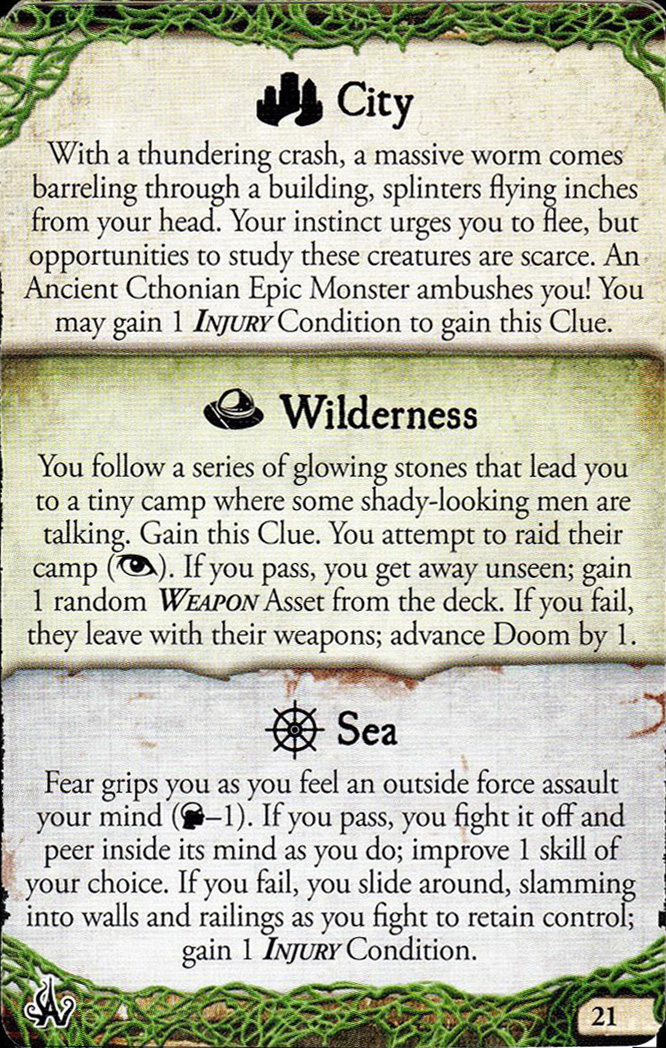 City
With a thundering crash, a massive worm comes
barreling through a building, splinters flying inches
from your head. Your instinct urges you to flee, but
opportunities to study these creatures are scarce. An
Ancient Cthonian Epic Monster ambushes you! You
may gain 1 INJURY Condition to gain this Clue.
Wilderness
You follow a series of glowing stones that lead you
to a tiny camp where some shady-looking men are
talking. Gain this Clue. You attempt to raid their
camp (). If you pass, you get away unseen; gain
1 random WEAPON Asset from the deck. If you fail,
they leave with their weapons; advance Doom by 1.
Sea
Fear grips you as you feel an outside force assault
your mind (–1). If you pass, you fight it off and
peer inside its mind as you do; improve 1 skill of
your choice. If you fail, you slide around, slamming
into walls and railings as you fight to retain control;
gain 1 INJURY Condition.
21